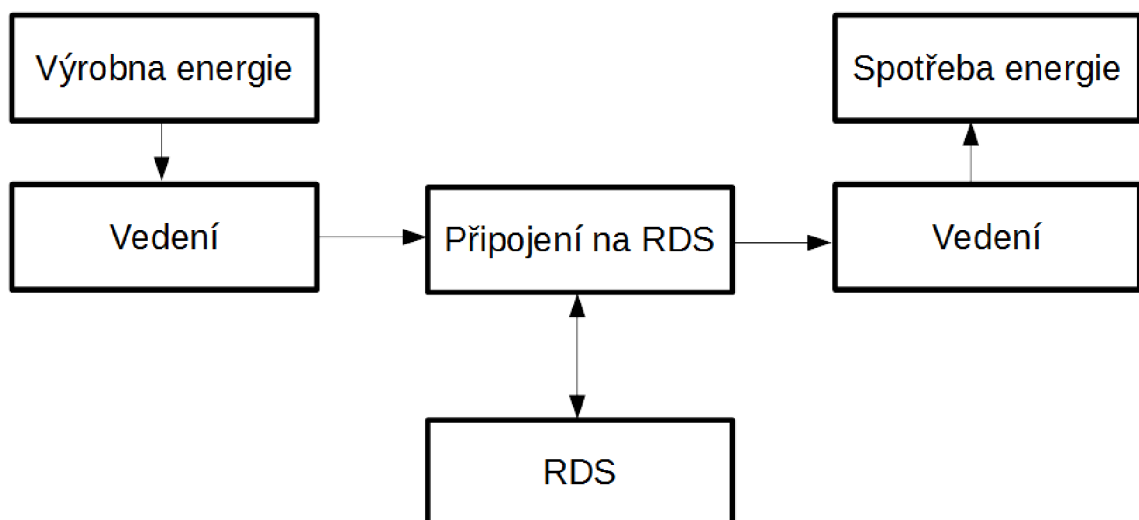 Výrobna energie
Spotřeba energie
Vedení
Připojení na RDS
Vedení
RDS